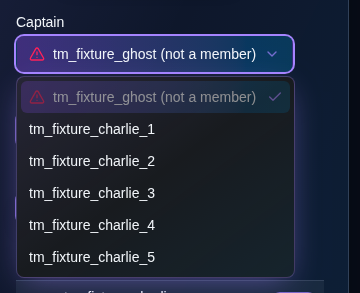 Captain
tm_fixture_ghost (not a member)
tm_fixture_ghost (not a member)
tm_fixture_charlie_1
tm_fixture_charlie_2
tm_fixture_charlie_3
tm_fixture_charlie_4
tm_fixture_charlie_5